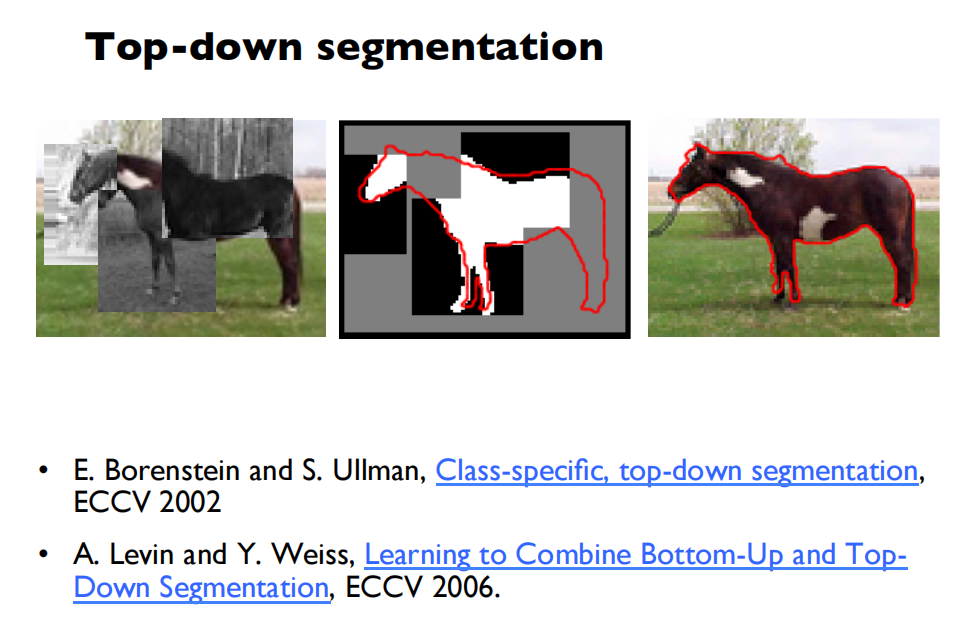 Top-down segmentation
• E. Borenstein and S. Ullman, Class-specific, top-down segmentation,
ECCV 2002
• A. Levin and Y. Weiss, Learning to Combine Bottom-Up and Top-
Down Segmentation, ECCV 2006.